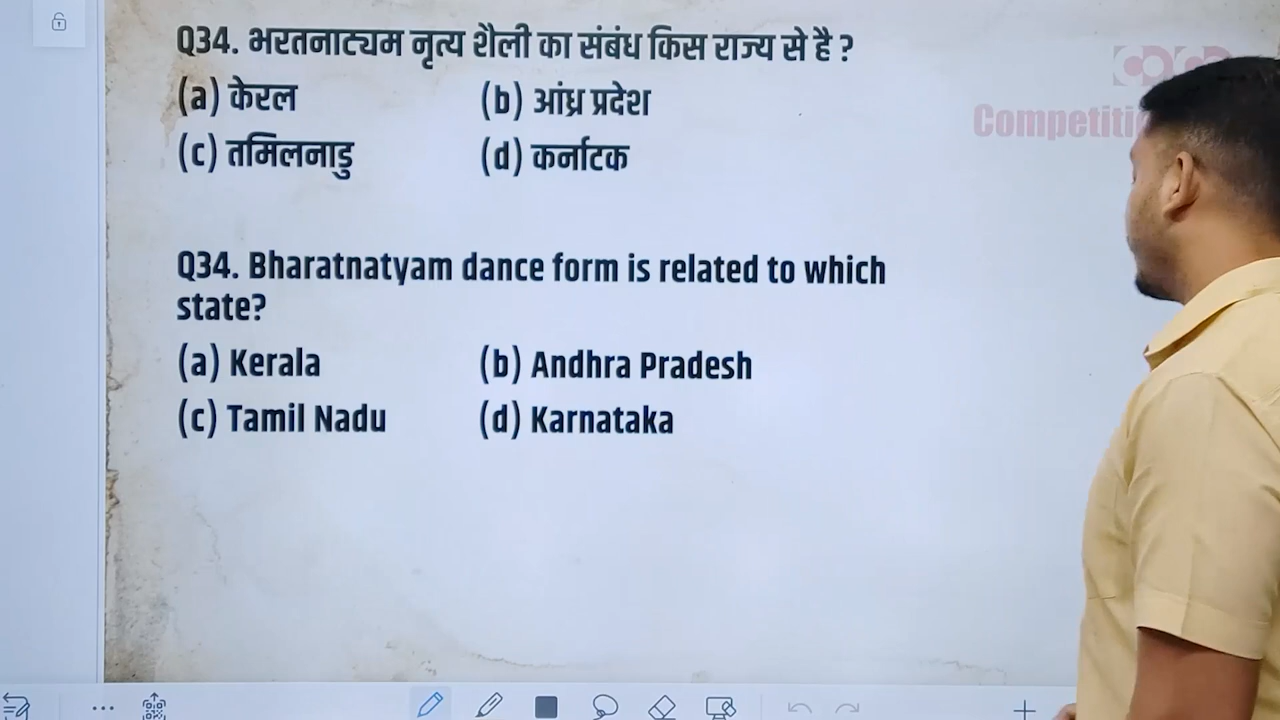 Q34. भरतनाट्यम नृत्य शैली का संबंध किस राज्य से है ?
(a) केरल (b) आंध्र प्रदेश
(c) तमिलनाडु (d) कर्नाटक
Q34. Bharatnatyam dance form is related to which
state?
(a) Kerala (b) Andhra Pradesh
(c) Tamil Nadu (d) Karnataka